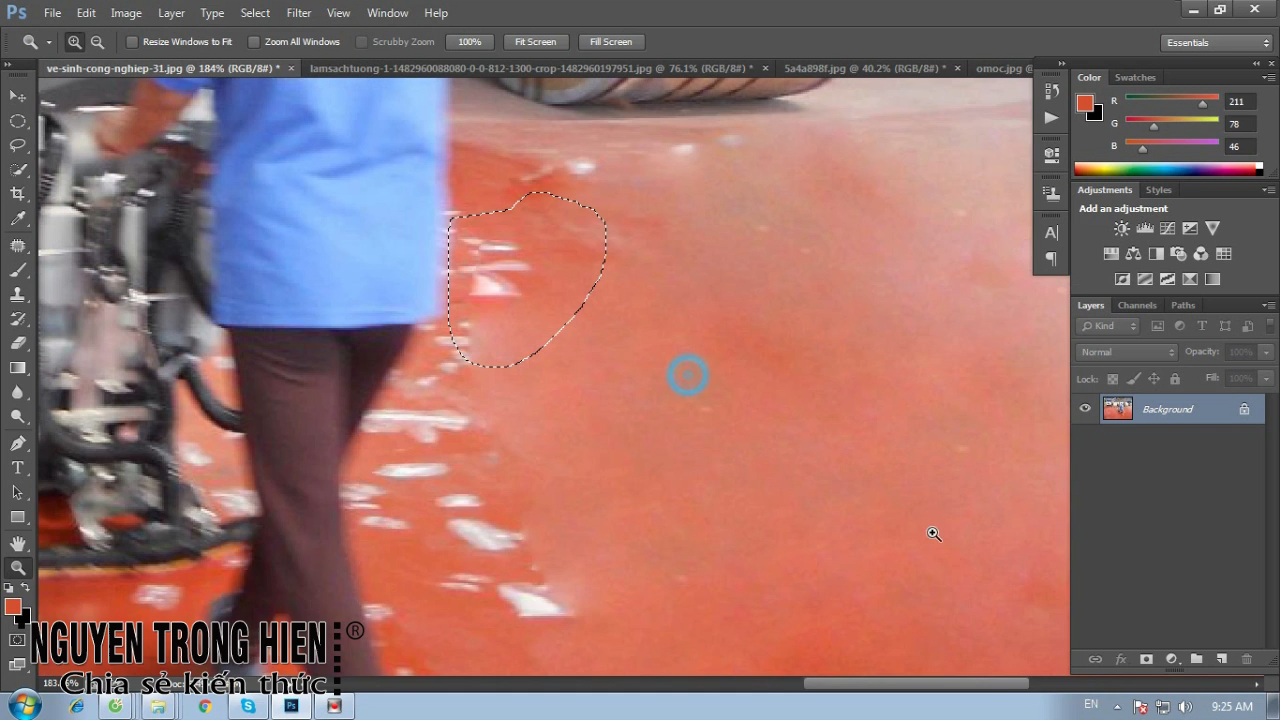 Ps File Edit Image Layer Type Select Filter View Window Help
Resize Windows to Fit Zoom All Windows Scrubby Zoom 100% Fit Screen Fill Screen Essentials
ve-sinh-cong-nghiep-31.jpg @ 184% (RGB/8#) * × lamsachtuong-1-1482960088080-0-0-812-1300-crop-1482960197951.jpg @ 76.1% (RGB/8#) * × 5a4a898f.jpg @ 40.2% (RGB/8#) * × omoc.jpg @
Color Swatches
R 211
G 78
B 46
Adjustments Styles
Add an adjustment
Layers Channels Paths
Kind
Normal Opacity: 100%
Lock: Fill: 100%
Background
NGUYEN TRONG HIEN ®
Chia sẻ kiến thức
EN 9:25 AM